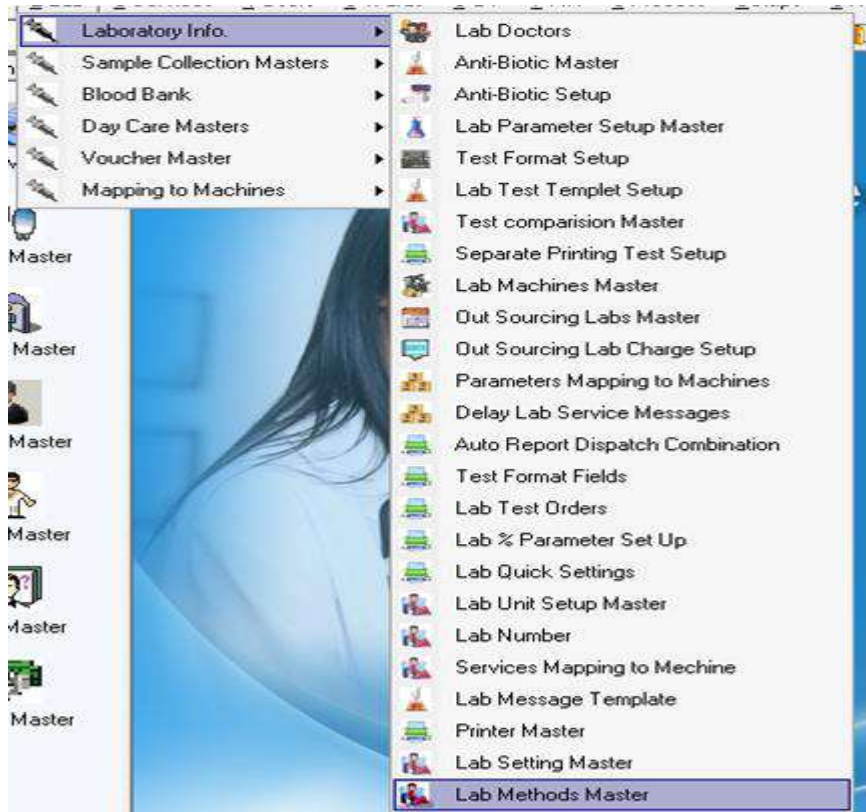 Laboratory Info.
Sample Collection Masters
Blood Bank
Day Care Masters
Voucher Master
Mapping to Machines
Lab Doctors
Anti-Biotic Master
Anti-Biotic Setup
Lab Parameter Setup Master
Test Format Setup
Lab Test Templet Setup
Test comparision Master
Separate Printing Test Setup
Lab Machines Master
Out Sourcing Labs Master
Out Sourcing Lab Charge Setup
Parameters Mapping to Machines
Delay Lab Service Messages
Auto Report Dispatch Combination
Test Format Fields
Lab Test Orders
Lab % Parameter Set Up
Lab Quick Settings
Lab Unit Setup Master
Lab Number
Services Mapping to Mechine
Lab Message Template
Printer Master
Lab Setting Master
Lab Methods Master
Master
Master
Master
Master
Master
Master